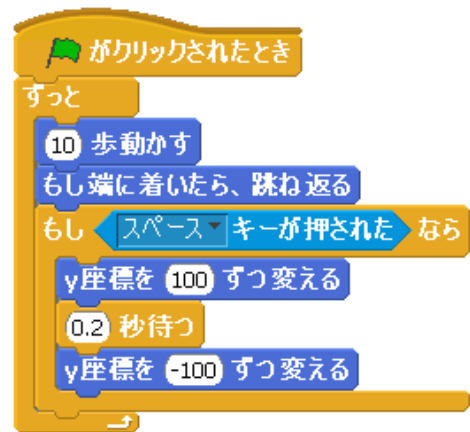 がクリックされたとき
ずっと
10 歩動かす
もし端に着いたら、跳ね返る
もし スペース キーが押された なら
y座標を 100 ずつ変える
0.2 秒待つ
y座標を -100 ずつ変える